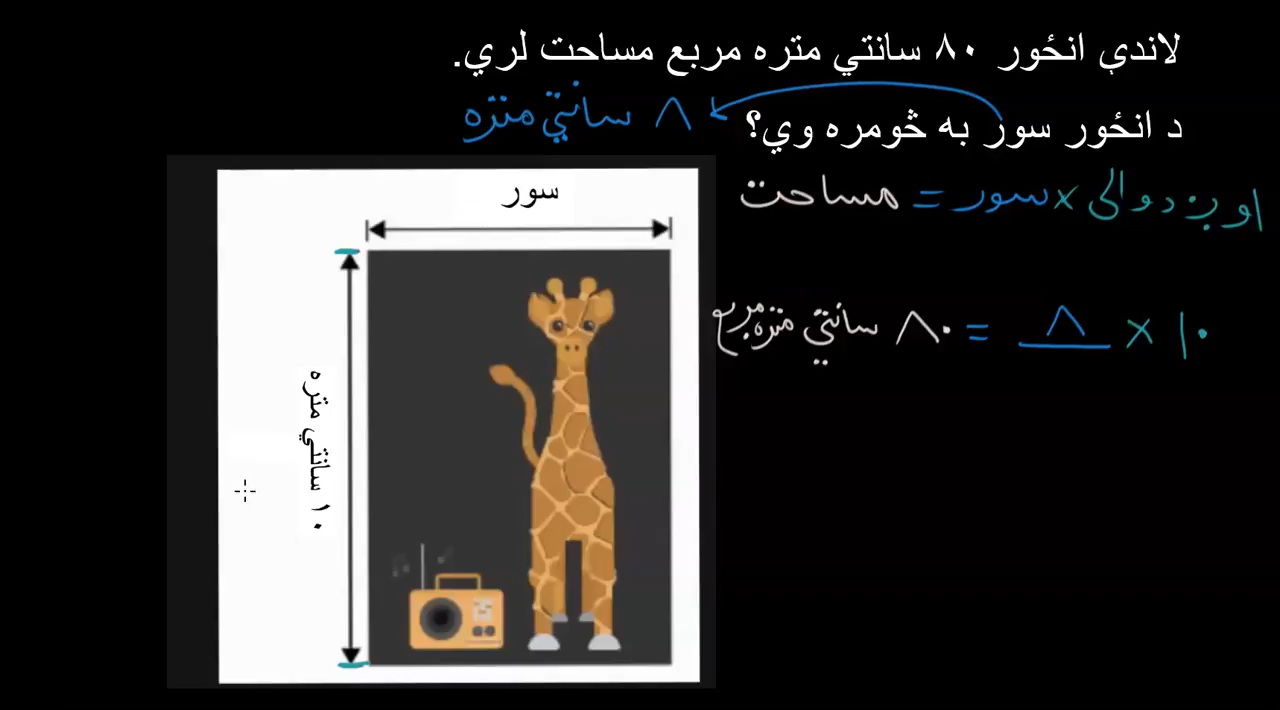 لاندې انځور ۸۰ سانتي متره مربع مساحت لري.
د انځور سور به څومره وي؟
۸ سانتي متره
اوږدوالی × سور = مساحت
۱۰ × ۸ = ۸۰ سانتي متره مربع
سور
۱۰ سانتي متره